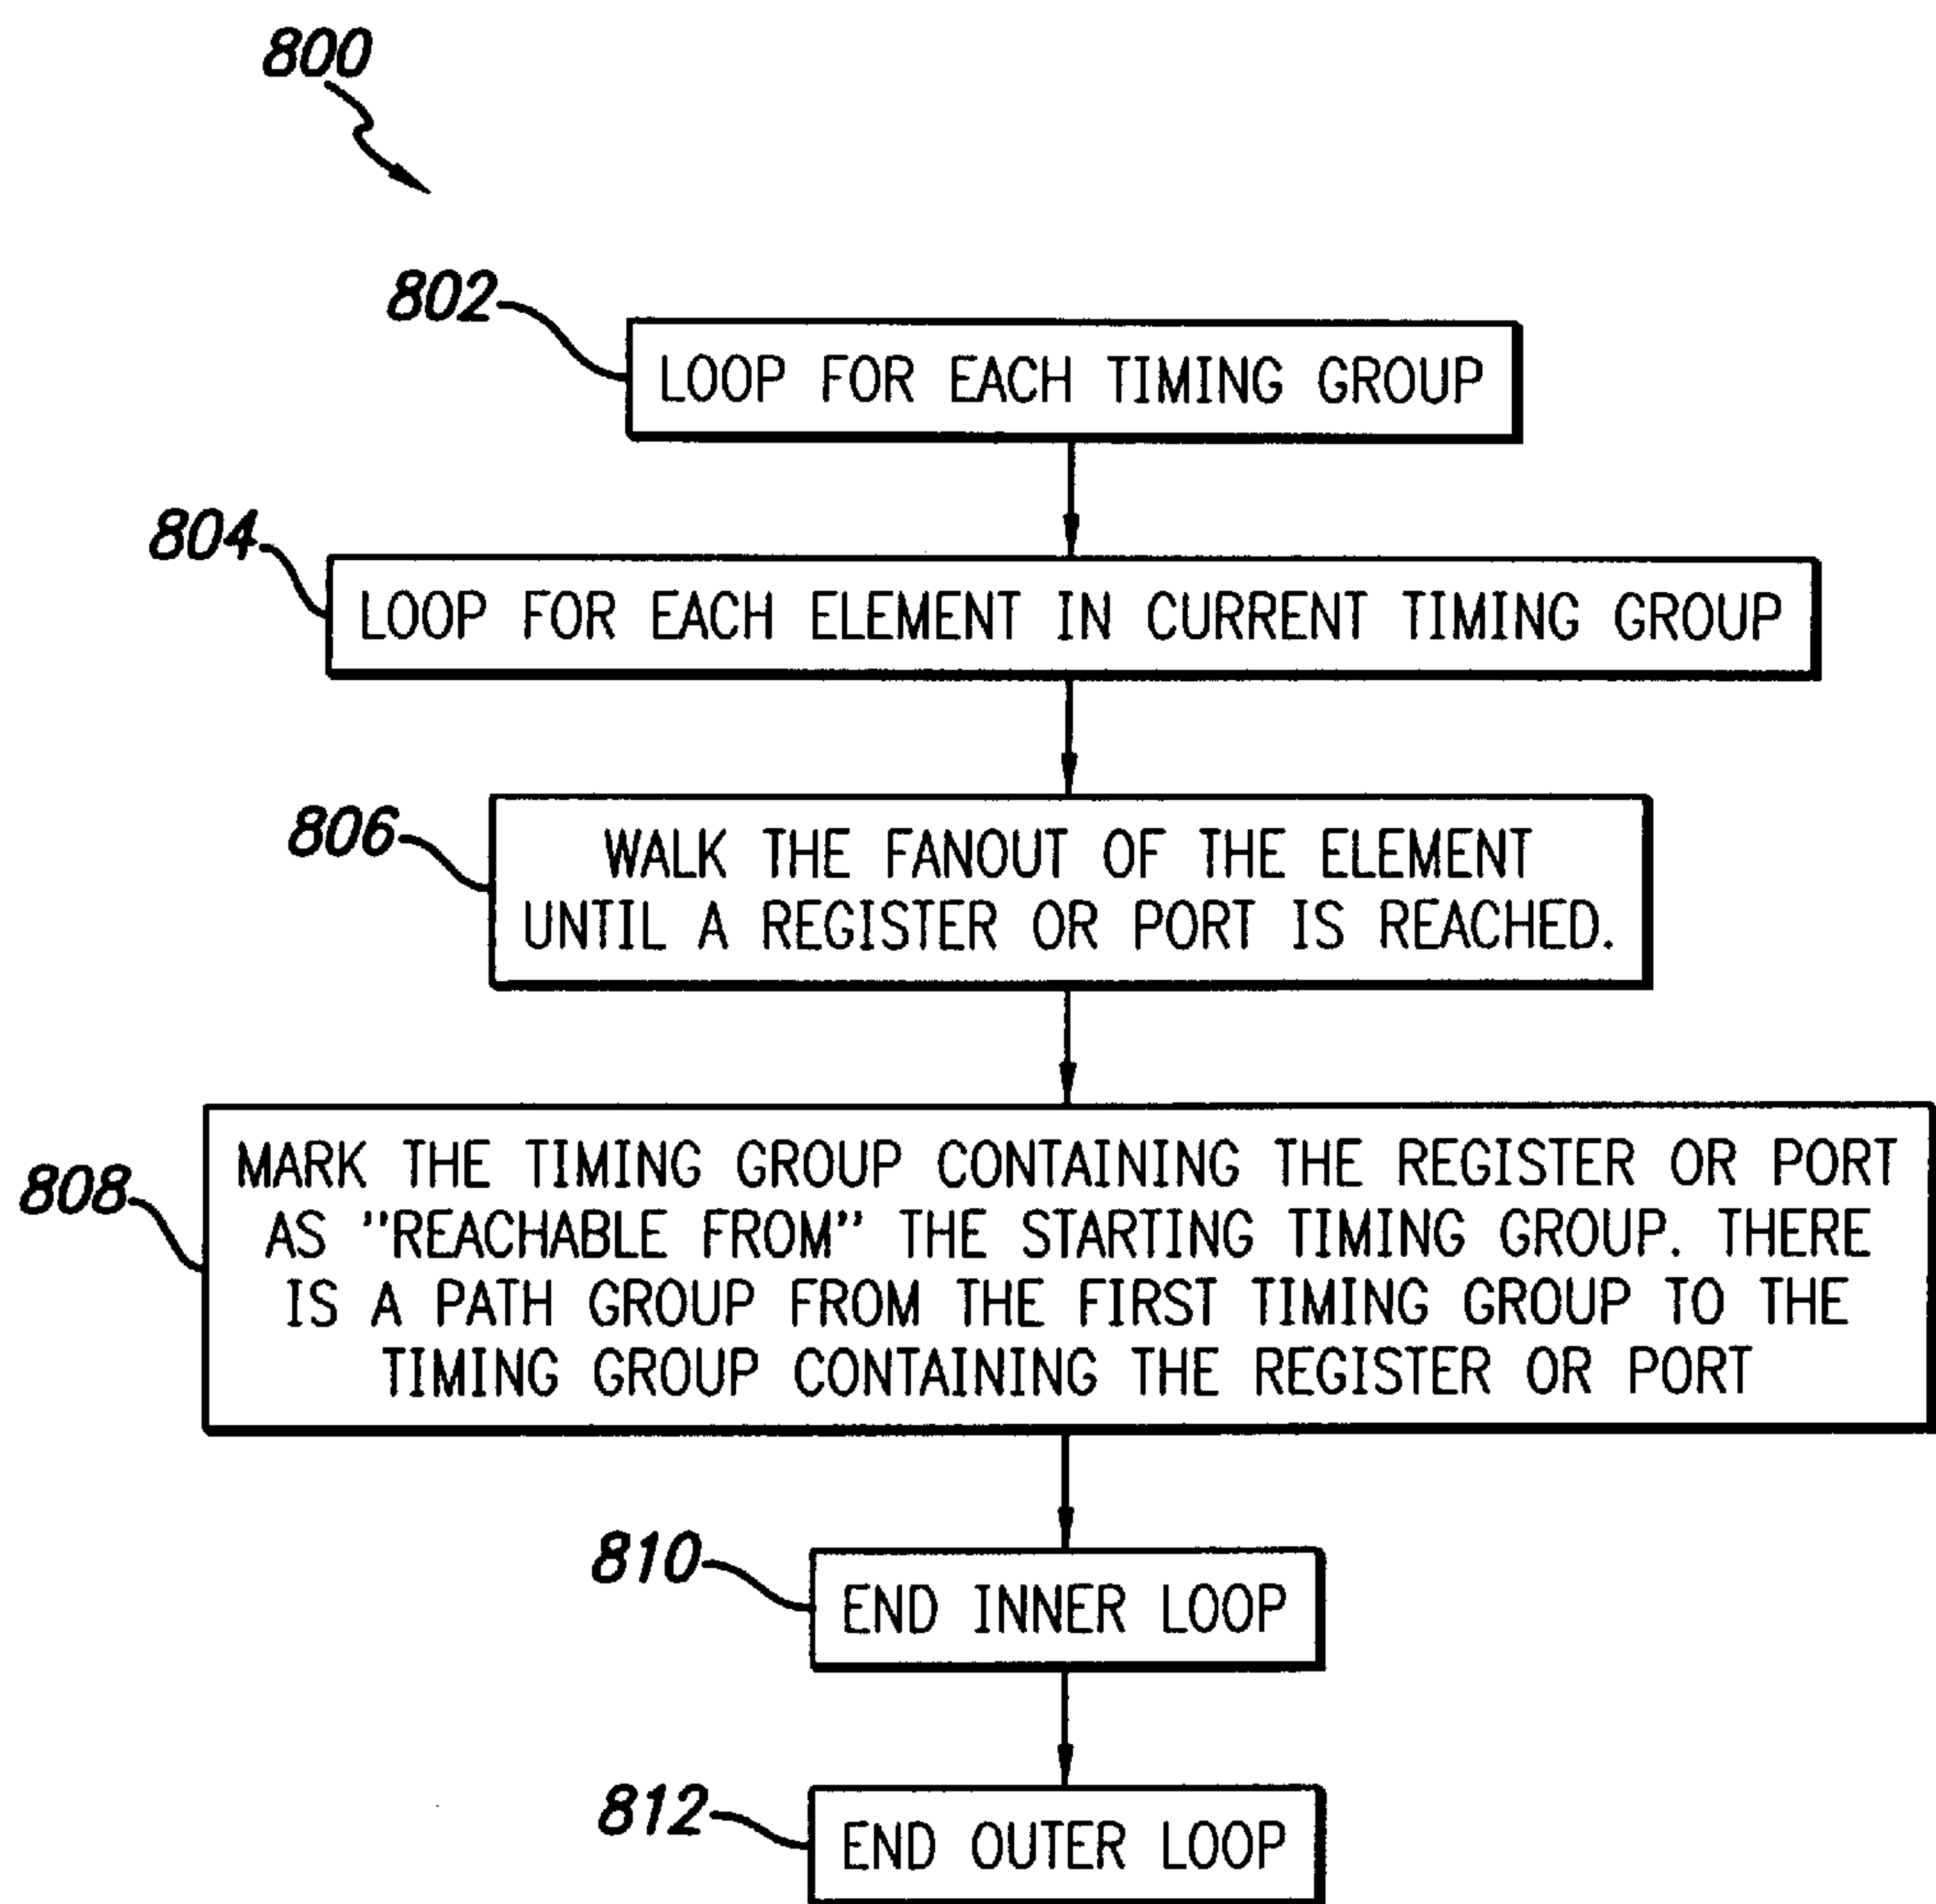 800
802
LOOP FOR EACH TIMING GROUP
804
LOOP FOR EACH ELEMENT IN CURRENT TIMING GROUP
806
WALK THE FANOUT OF THE ELEMENT
UNTIL A REGISTER OR PORT IS REACHED.
808
MARK THE TIMING GROUP CONTAINING THE REGISTER OR PORT
AS "REACHABLE FROM" THE STARTING TIMING GROUP. THERE
IS A PATH GROUP FROM THE FIRST TIMING GROUP TO THE
TIMING GROUP CONTAINING THE REGISTER OR PORT
810
END INNER LOOP
812
END OUTER LOOP